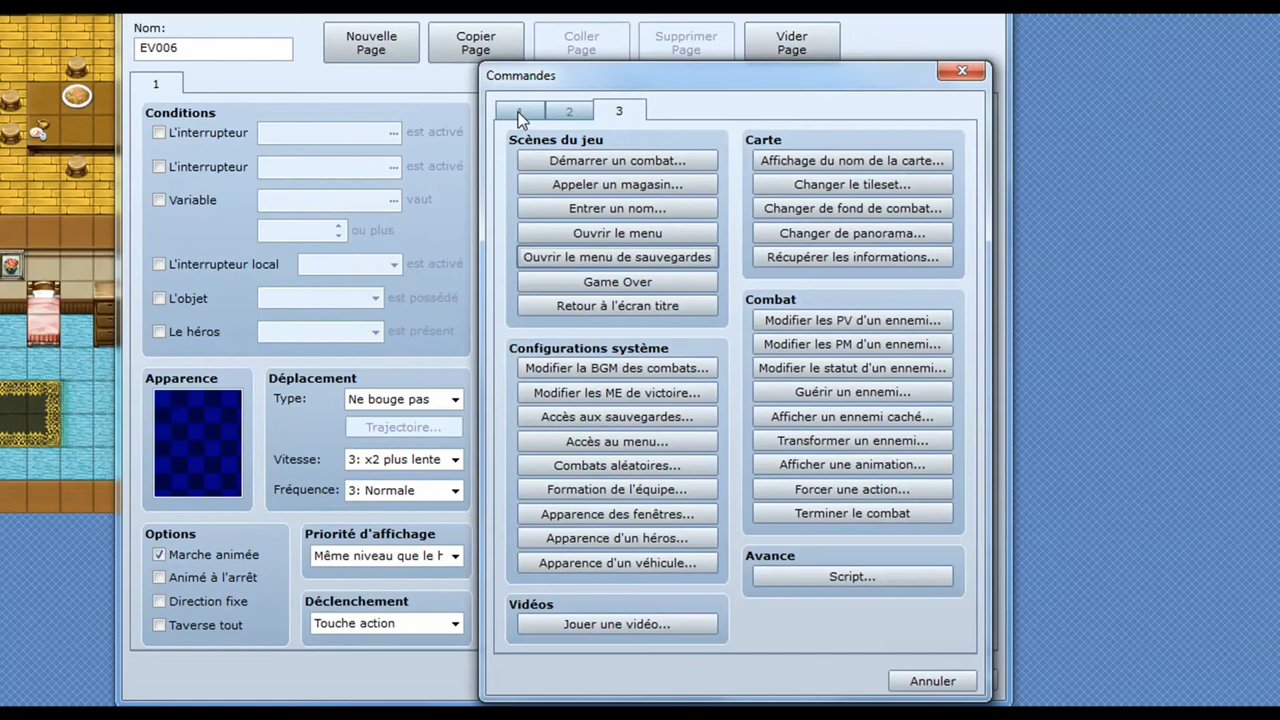 Nom:
EV006
Nouvelle
Page
Copier
Page
Coller
Page
Supprimer
Page
Vider
Page
1
Conditions
L'interrupteur
...
est activé
L'interrupteur
...
est activé
Variable
...
vaut
ou plus
L'interrupteur local
est activé
L'objet
est possédé
Le héros
est présent
Apparence
Déplacement
Type:
Ne bouge pas
Trajectoire...
Vitesse:
3: x2 plus lente
Fréquence:
3: Normale
Options
Marche animée
Animé à l'arrêt
Direction fixe
Taverse tout
Priorité d'affichage
Même niveau que le h
Déclenchement
Touche action
Commandes
1
2
3
Scènes du jeu
Démarrer un combat...
Appeler un magasin...
Entrer un nom...
Ouvrir le menu
Ouvrir le menu de sauvegardes
Game Over
Retour à l'écran titre
Configurations système
Modifier la BGM des combats...
Modifier les ME de victoire...
Accès aux sauvegardes...
Accès au menu...
Combats aléatoires...
Formation de l'équipe...
Apparence des fenêtres...
Apparence d'un héros...
Apparence d'un véhicule...
Vidéos
Jouer une vidéo...
Carte
Affichage du nom de la carte...
Changer le tileset...
Changer de fond de combat...
Changer de panorama...
Récupérer les informations...
Combat
Modifier les PV d'un ennemi...
Modifier les PM d'un ennemi...
Modifier le statut d'un ennemi...
Guérir un ennemi...
Afficher un ennemi caché...
Transformer un ennemi...
Afficher une animation...
Forcer une action...
Terminer le combat
Avance
Script...
Annuler